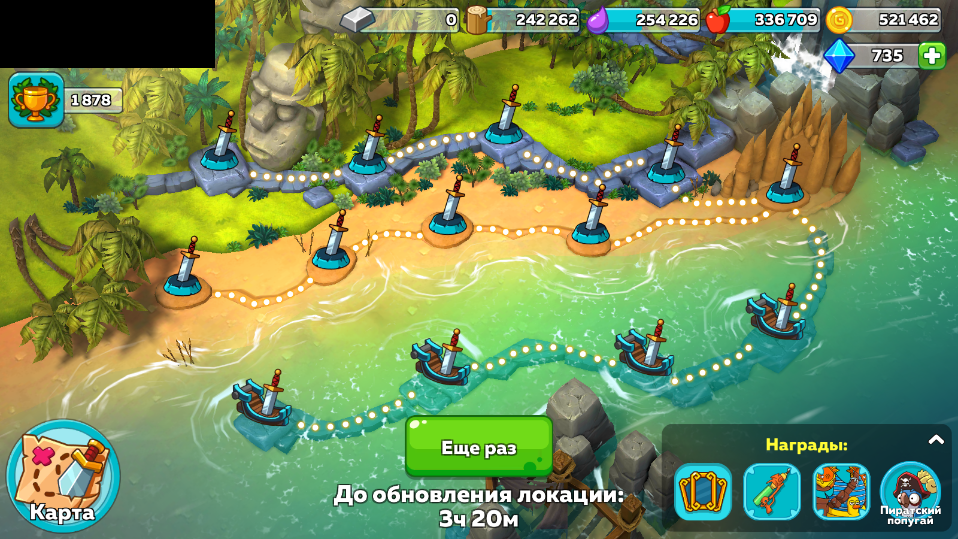 0
242 262
254 226
336 709
521 462
735
1 878
Еще раз
До обновления локации:
3ч 20м
Карта
Награды:
Пиратский
попугай